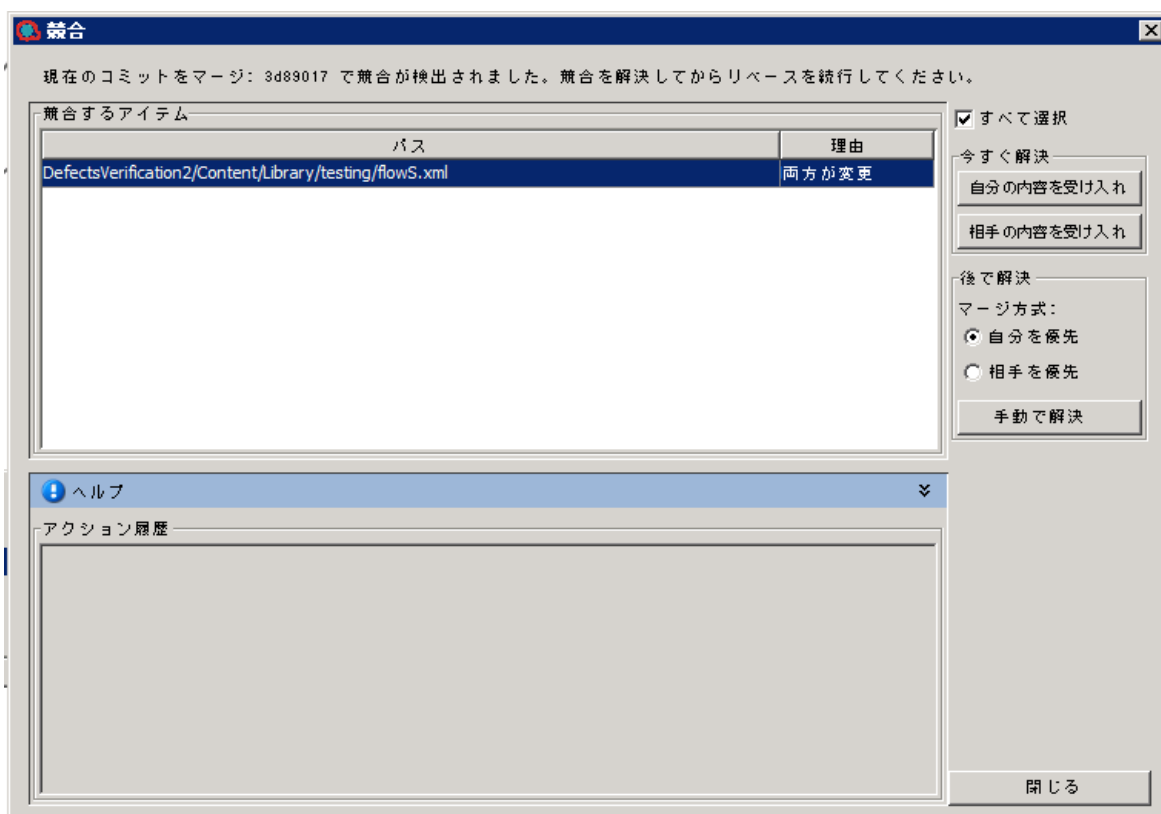 競合
現在のコミットをマージ: 3d89017 で競合が検出されました。競合を解決してからリベースを続行してください。
競合するアイテム
すべて選択
パス 理由
DefectsVerification2/Content/Library/testing/flowS.xml 両方が変更
今すぐ解決
自分の内容を受け入れ
相手の内容を受け入れ
後で解決
マージ方式:
自分を優先
相手を優先
手動で解決
ヘルプ
アクション履歴
閉じる